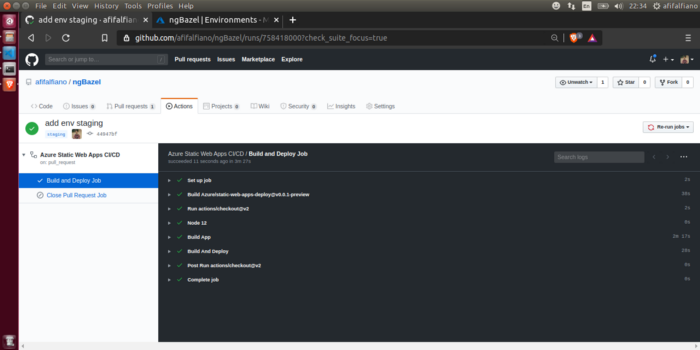 File Edit View History Tools Profiles Help
22:34 afifalfiano
add env staging - afifalfiano
ngBazel | Environments - M
github.com/afifalfiano/ngBazel/runs/758418000?check_suite_focus=true
Search or jump to...
Pull requests Issues Marketplace Explore
afifalfiano / ngBazel
Unwatch 1 Star 0 Fork 0
Code Issues 0 Pull requests 1 Actions Projects 0 Wiki Security 0 Insights Settings
add env staging
staging
Re-run jobs
Azure Static Web Apps CI/CD
on: pull_request
Build and Deploy Job
Close Pull Request Job
Azure Static Web Apps CI/CD / Build and Deploy Job
succeeded 11 seconds ago in 3m 27s
Search logs
Set up job 2s
Build Azure/static-web-apps-deploy@v0.0.1-preview 38s
Run actions/checkout@v2 2s
Node 12 0s
Build App 2m 17s
Build And Deploy 28s
Post Run actions/checkout@v2 0s
Complete job 0s